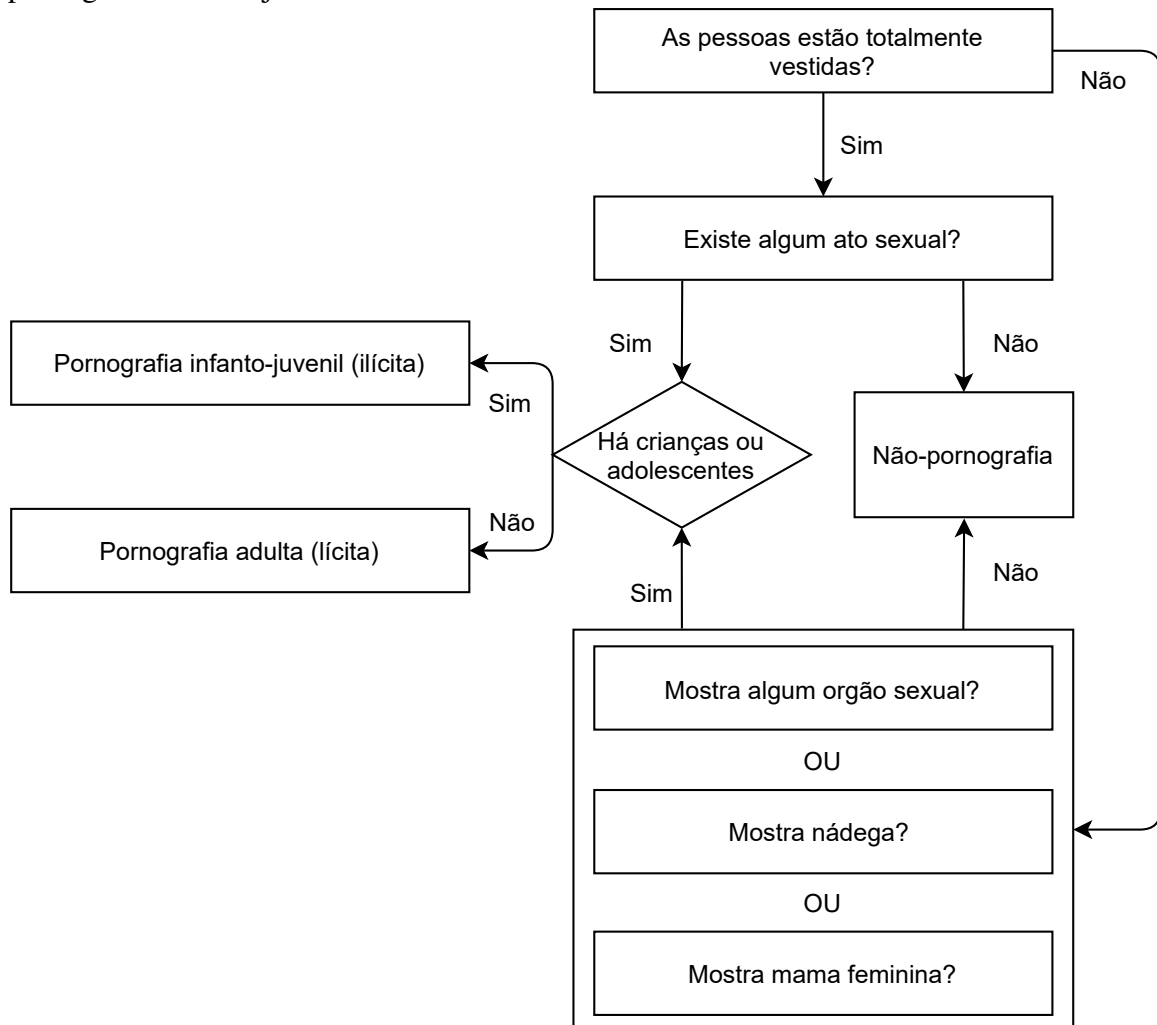 As pessoas estão totalmente
vestidas?
Não
Sim
Existe algum ato sexual?
Sim
Não
Pornografia infanto-juvenil (ilícita)
Sim
Há crianças ou
adolescentes
Não-pornografia
Não
Pornografia adulta (lícita)
Sim
Não
Mostra algum orgão sexual?
OU
Mostra nádega?
OU
Mostra mama feminina?